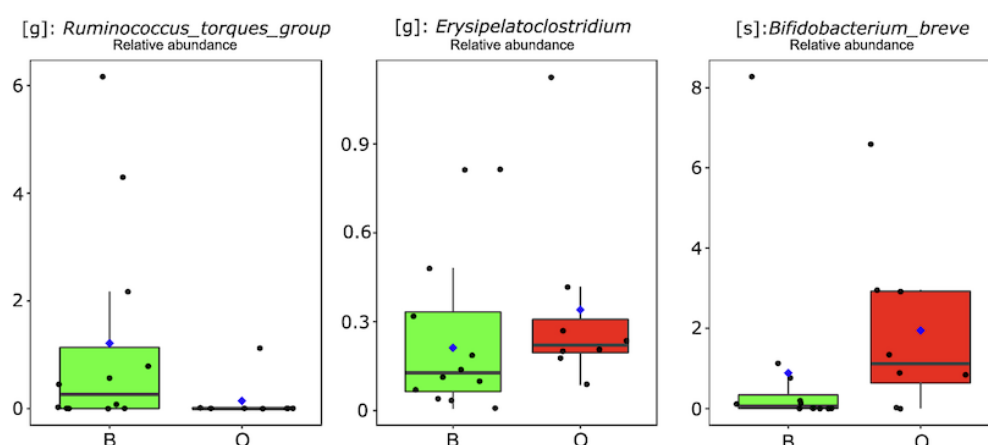 [g]: Ruminococcus_torques_group
Relative abundance
6
4
2
0
B
O
[g]: Erysipelatoclostridium
Relative abundance
0.9
0.6
0.3
0
B
O
[s]:Bifidobacterium_breve
Relative abundance
8
6
4
2
0
B
O